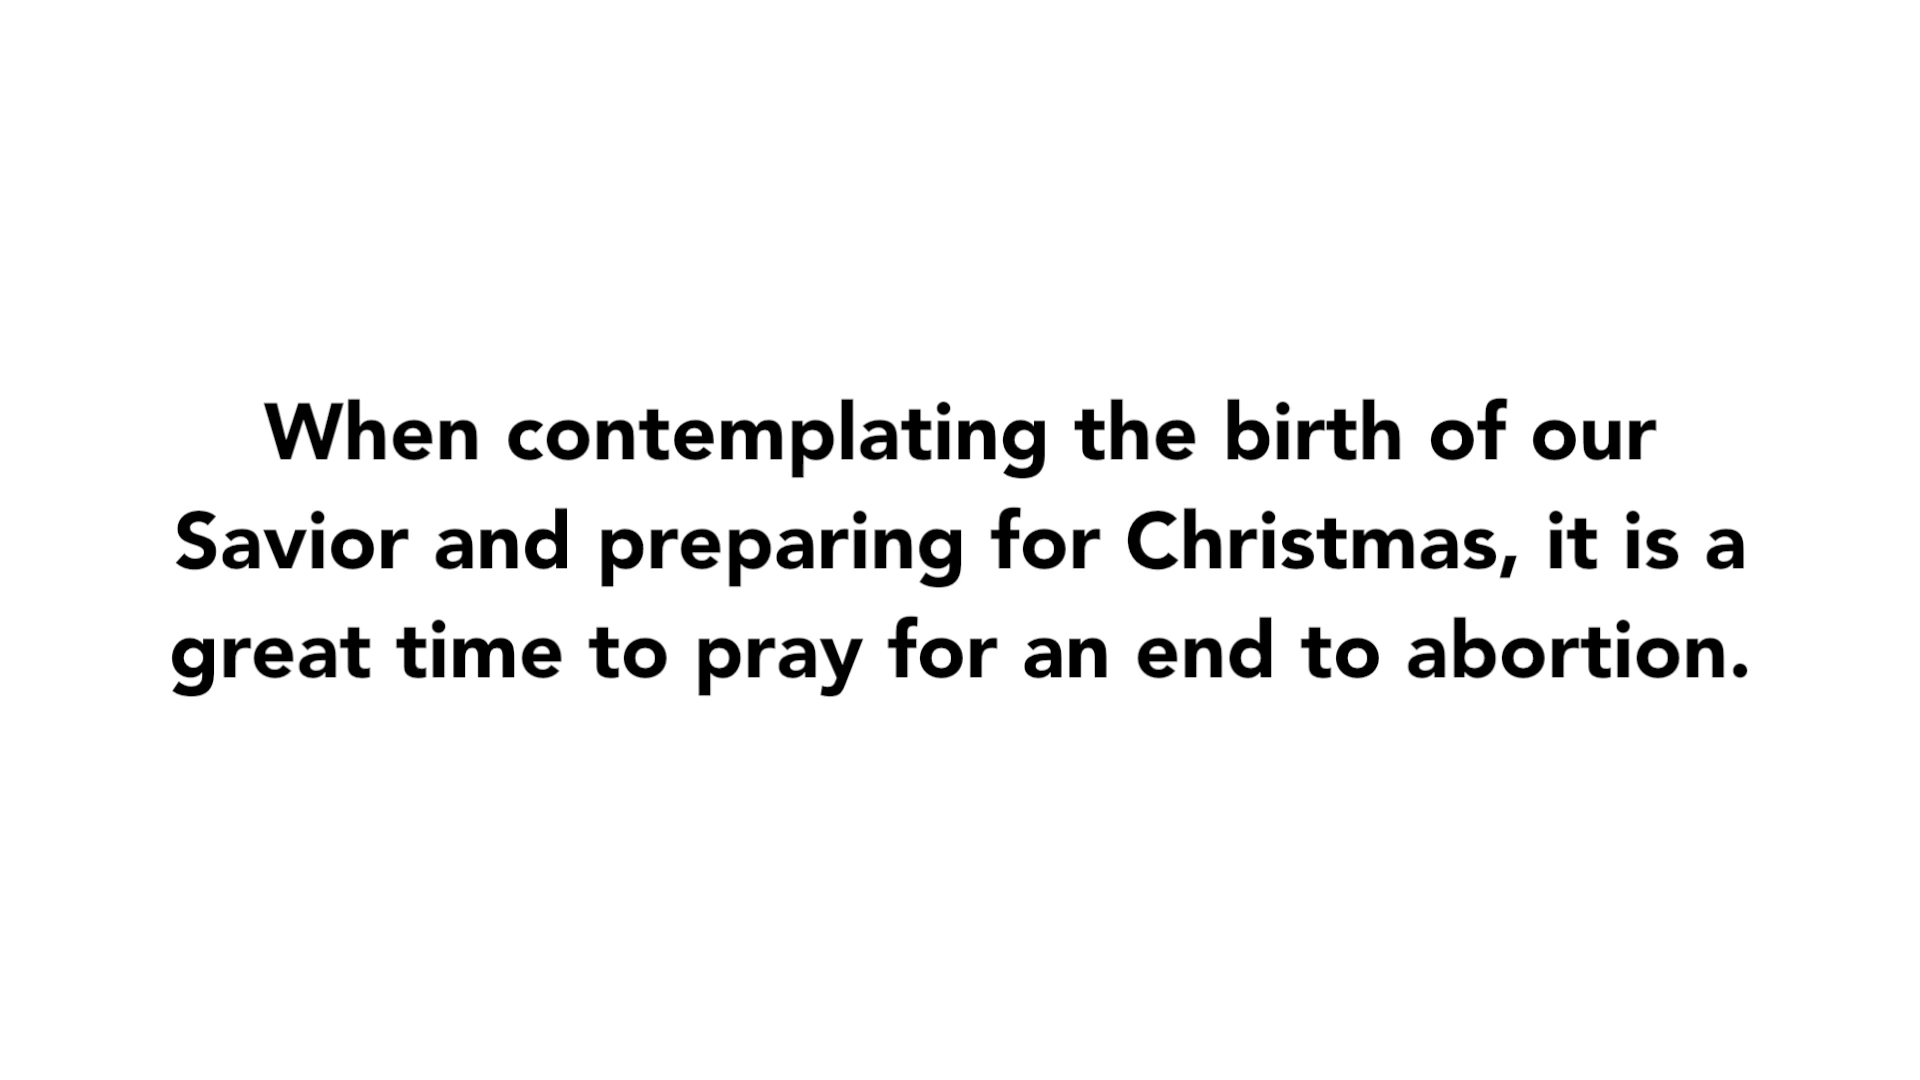 When contemplating the birth of our
Savior and preparing for Christmas, it is a
great time to pray for an end to abortion.